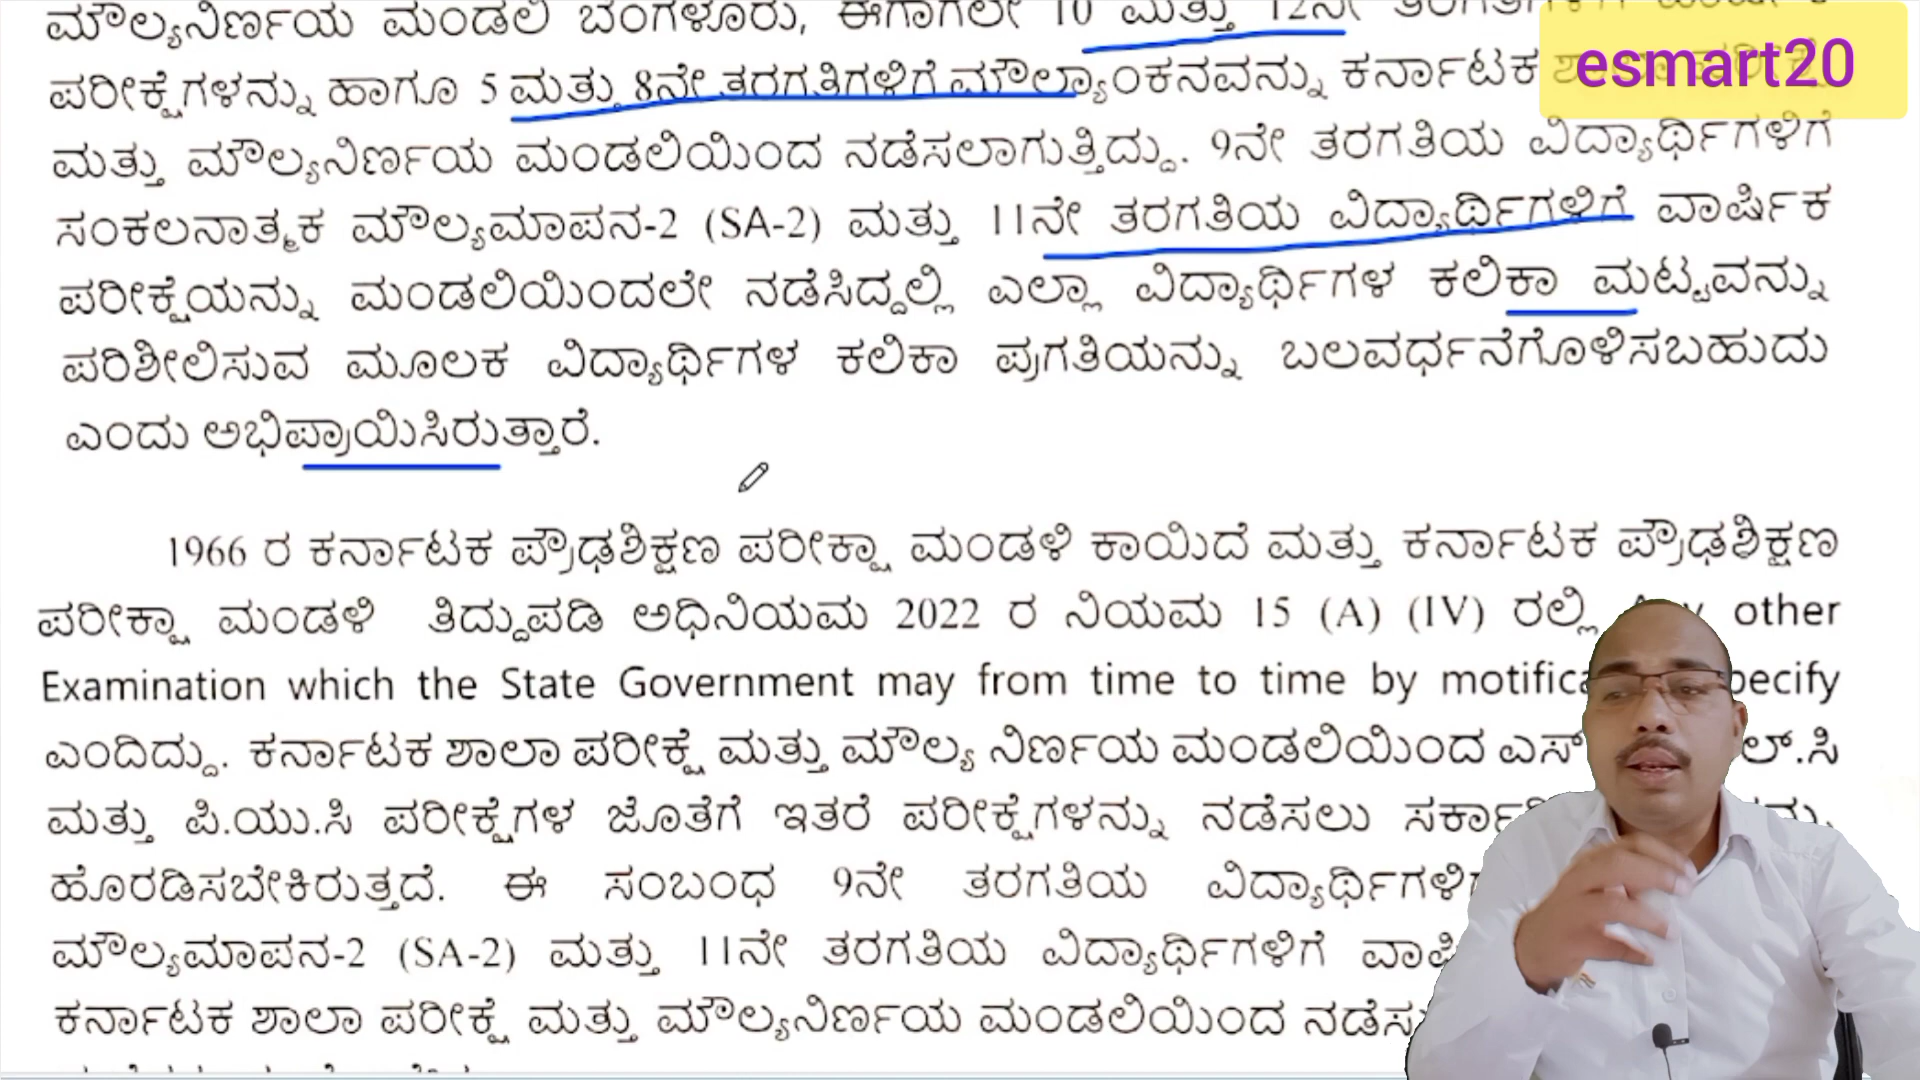 ಮೌಲ್ಯನಿರ್ಣಯ ಮಂಡಲಿ ಬೆಂಗಳೂರು, ಈಗಾಗಲೇ 10 ಮತ್ತು 12ನೇ
esmart20
ಪರೀಕ್ಷೆಗಳನ್ನು ಹಾಗೂ 5 ಮತ್ತು 8ನೇ ತರಗತಿಗಳಿಗೆ ಮೌಲ್ಯಾಂಕನವನ್ನು ಕರ್ನಾಟಕ
ಮತ್ತು ಮೌಲ್ಯನಿರ್ಣಯ ಮಂಡಲಿಯಿಂದ ನಡೆಸಲಾಗುತ್ತಿದ್ದು. 9ನೇ ತರಗತಿಯ ವಿದ್ಯಾರ್ಥಿಗಳಿಗೆ
ಸಂಕಲನಾತ್ಮಕ ಮೌಲ್ಯಮಾಪನ-2 (SA-2) ಮತ್ತು 11ನೇ ತರಗತಿಯ ವಿದ್ಯಾರ್ಥಿಗಳಿಗೆ ವಾರ್ಷಿಕ
ಪರೀಕ್ಷೆಯನ್ನು ಮಂಡಲಿಯಿಂದಲೇ ನಡೆಸಿದ್ದಲ್ಲಿ ಎಲ್ಲಾ ವಿದ್ಯಾರ್ಥಿಗಳ ಕಲಿಕಾ ಮಟ್ಟವನ್ನು
ಪರಿಶೀಲಿಸುವ ಮೂಲಕ ವಿದ್ಯಾರ್ಥಿಗಳ ಕಲಿಕಾ ಪ್ರಗತಿಯನ್ನು ಬಲವರ್ಧನೆಗೊಳಿಸಬಹುದು
ಎಂದು ಅಭಿಪ್ರಾಯಿಸಿರುತ್ತಾರೆ.
1966 ರ ಕರ್ನಾಟಕ ಪ್ರೌಢಶಿಕ್ಷಣ ಪರೀಕ್ಷಾ ಮಂಡಳಿ ಕಾಯಿದೆ ಮತ್ತು ಕರ್ನಾಟಕ ಪ್ರೌಢಶಿಕ್ಷಣ
ಪರೀಕ್ಷಾ ಮಂಡಳಿ ತಿದ್ದುಪಡಿ ಅಧಿನಿಯಮ 2022 ರ ನಿಯಮ 15 (A) (IV) ರಲ್ಲಿ Any other
Examination which the State Government may from time to time by
ಎಂದಿದ್ದು. ಕರ್ನಾಟಕ ಶಾಲಾ ಪರೀಕ್ಷೆ ಮತ್ತು ಮೌಲ್ಯ ನಿರ್ಣಯ ಮಂಡಲಿಯಿಂದ
ಮತ್ತು ಪಿ.ಯು.ಸಿ ಪರೀಕ್ಷೆಗಳ ಜೊತೆಗೆ ಇತರೆ ಪರೀಕ್ಷೆಗಳನ್ನು ನಡೆಸಲು
ಹೊರಡಿಸಬೇಕಿರುತ್ತದೆ. ಈ ಸಂಬಂಧ 9ನೇ ತರಗತಿಯ
ಮೌಲ್ಯಮಾಪನ-2 (SA-2) ಮತ್ತು 11ನೇ ತರಗತಿಯ ವಿದ್ಯಾರ್ಥಿಗಳಿಗೆ
ಕರ್ನಾಟಕ ಶಾಲಾ ಪರೀಕ್ಷೆ ಮತ್ತು ಮೌಲ್ಯನಿರ್ಣಯ ಮಂಡಲಿಯಿಂದ